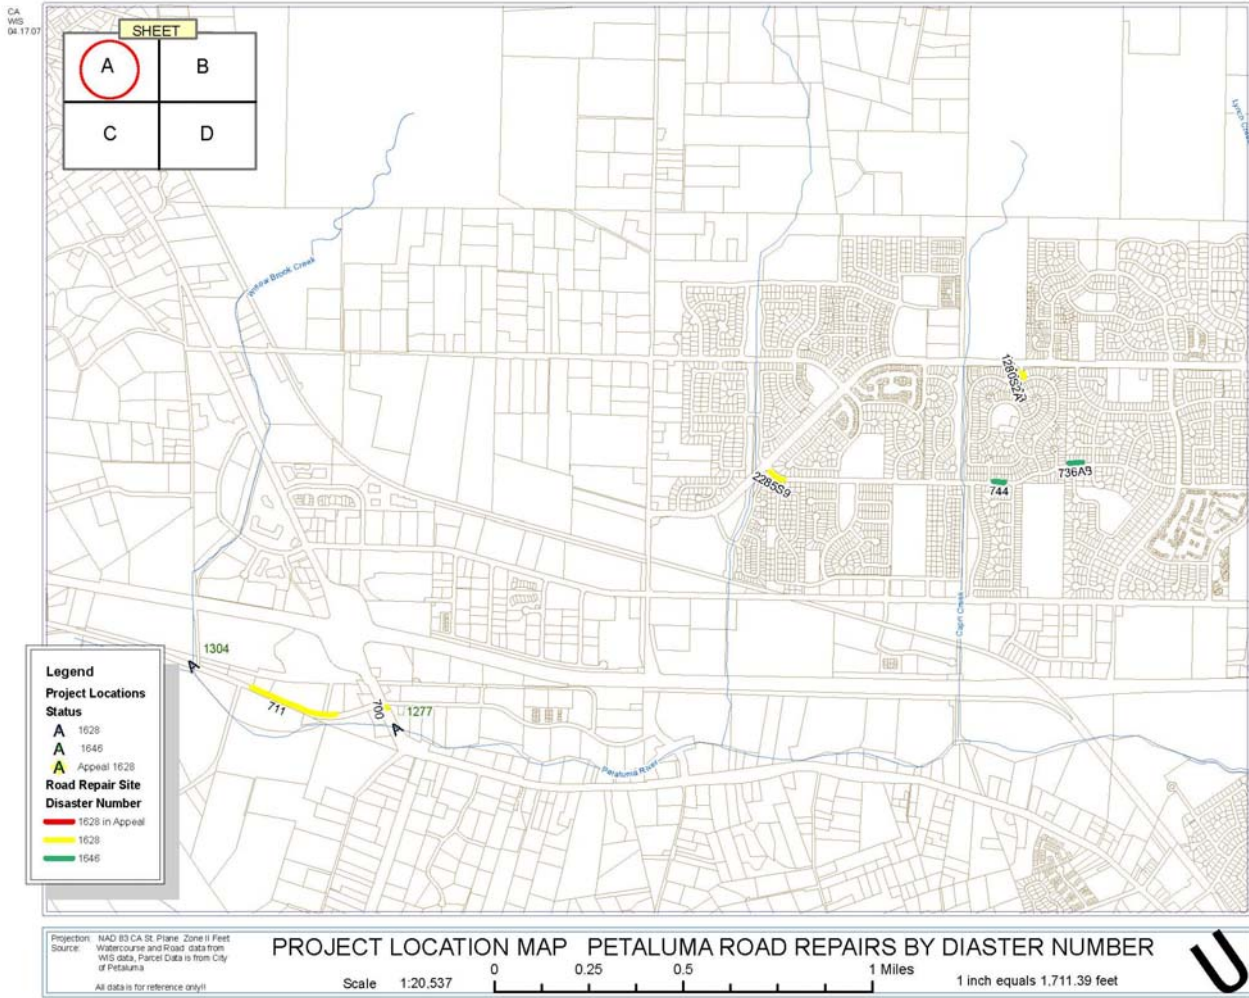 CA
WIS
04.17.07
SHEET
A
B
C
D
Lynch
Willow Brook Creek
2285S9
744
736A9
Capri Creek
1304
711
700
1277
Petaluma River
Legend
Project Locations
Status
A 1628
A 1646
A Appeal 1628
Road Repair Site
Disaster Number
1628 in Appeal
1628
1646
Projection: NAD 83 CA St. Plane Zone II Feet
Source: Watercourse and Road data from
WIS data, Parcel Data is from City
of Petaluma
All data is for reference only!!
PROJECT LOCATION MAP PETALUMA ROAD REPAIRS BY DIASTER NUMBER
Scale 1:20,537
0 0.25 0.5 1 Miles
1 inch equals 1,711.39 feet